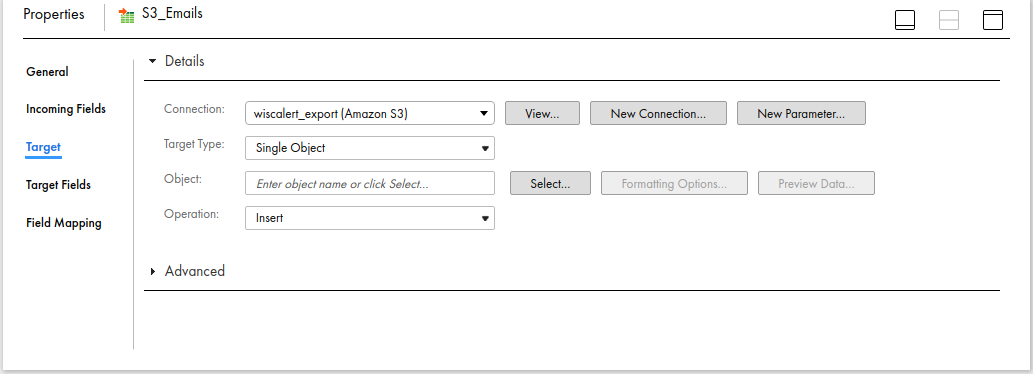 Properties S3_Emails
General
Incoming Fields
Target
Target Fields
Field Mapping
Details
Connection: wiscalert_export (Amazon S3) View... New Connection... New Parameter...
Target Type: Single Object
Object: Enter object name or click Select... Select... Formatting Options... Preview Data...
Operation: Insert
Advanced